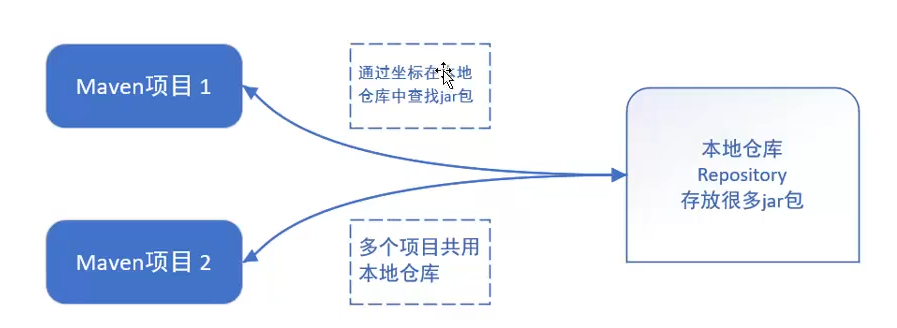 Maven项目 1
通过坐标在本地
仓库中查找jar包
本地仓库
Repository
存放很多jar包
多个项目共用
本地仓库
Maven项目 2